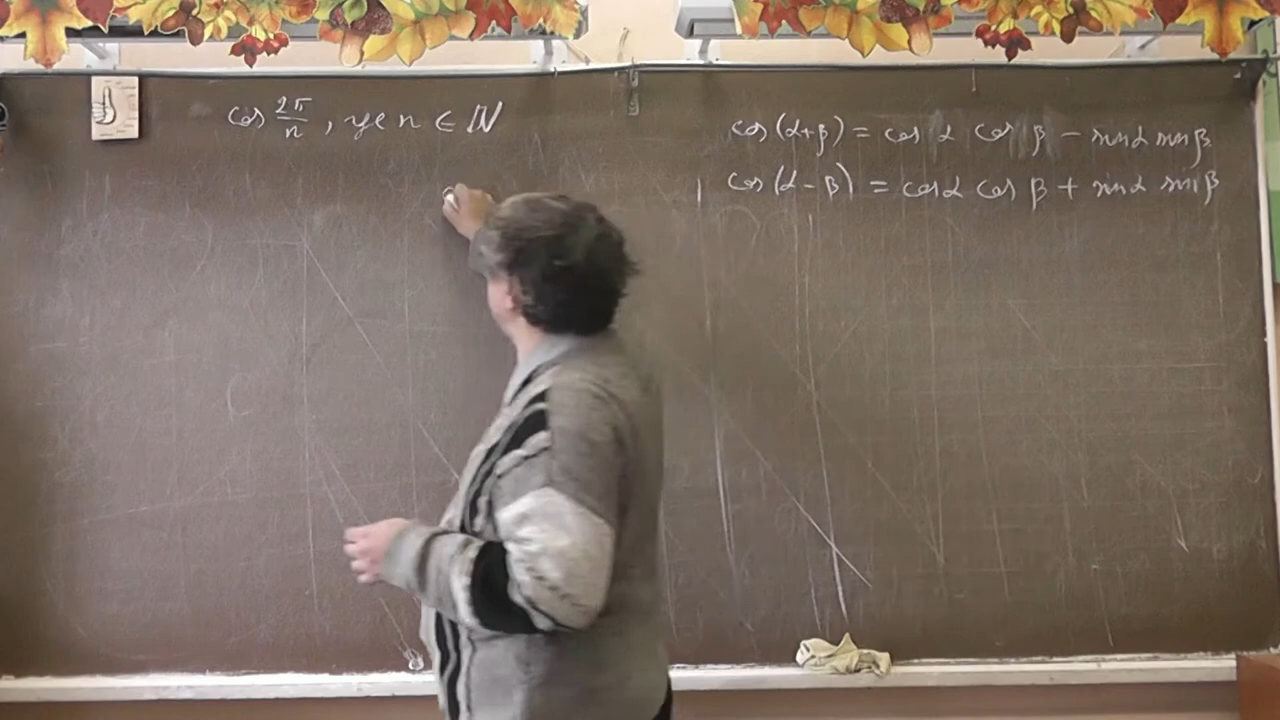 cos 2π/n, где n ∈ ℕ
cos(α+β) = cos α cos β − sin α sin β
cos(α−β) = cos α cos β + sin α sin β